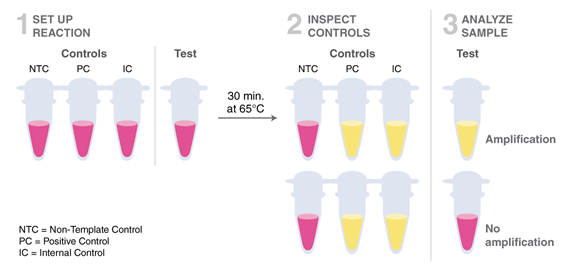 1 SET UP
REACTION
Controls Test
NTC PC IC
30 min.
at 65°C
2 INSPECT
CONTROLS
Controls
NTC PC IC
3 ANALYZE
SAMPLE
Test
Amplification
No
amplification
NTC = Non-Template Control
PC = Positive Control
IC = Internal Control